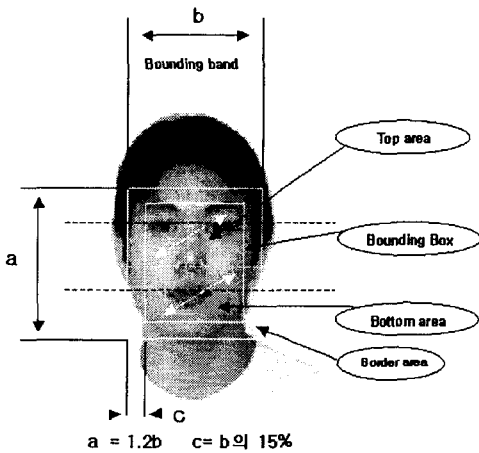 b
Bounding band
Top area
a
Bounding Box
Bottom area
Border area
C
a = 1.2b c= b의 15%